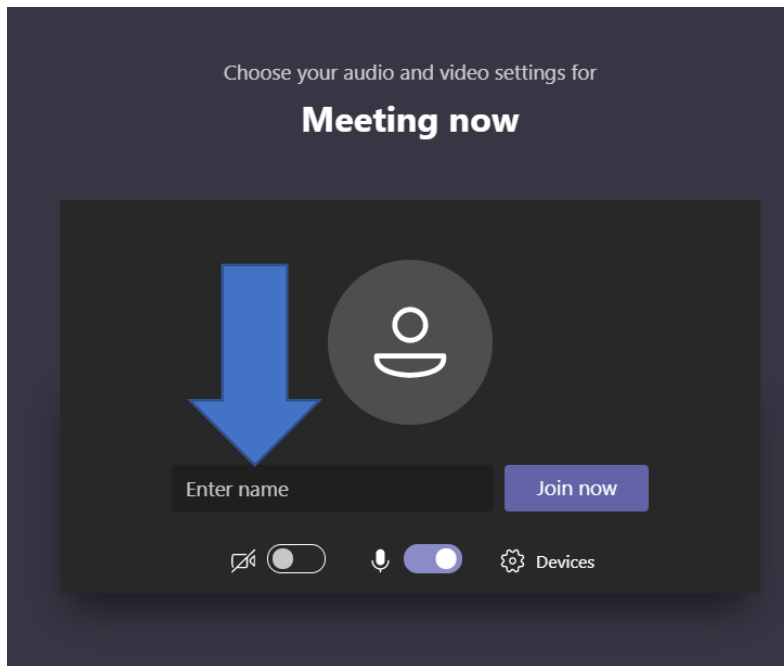 Choose your audio and video settings for
Meeting now
Enter name
Join now
Devices